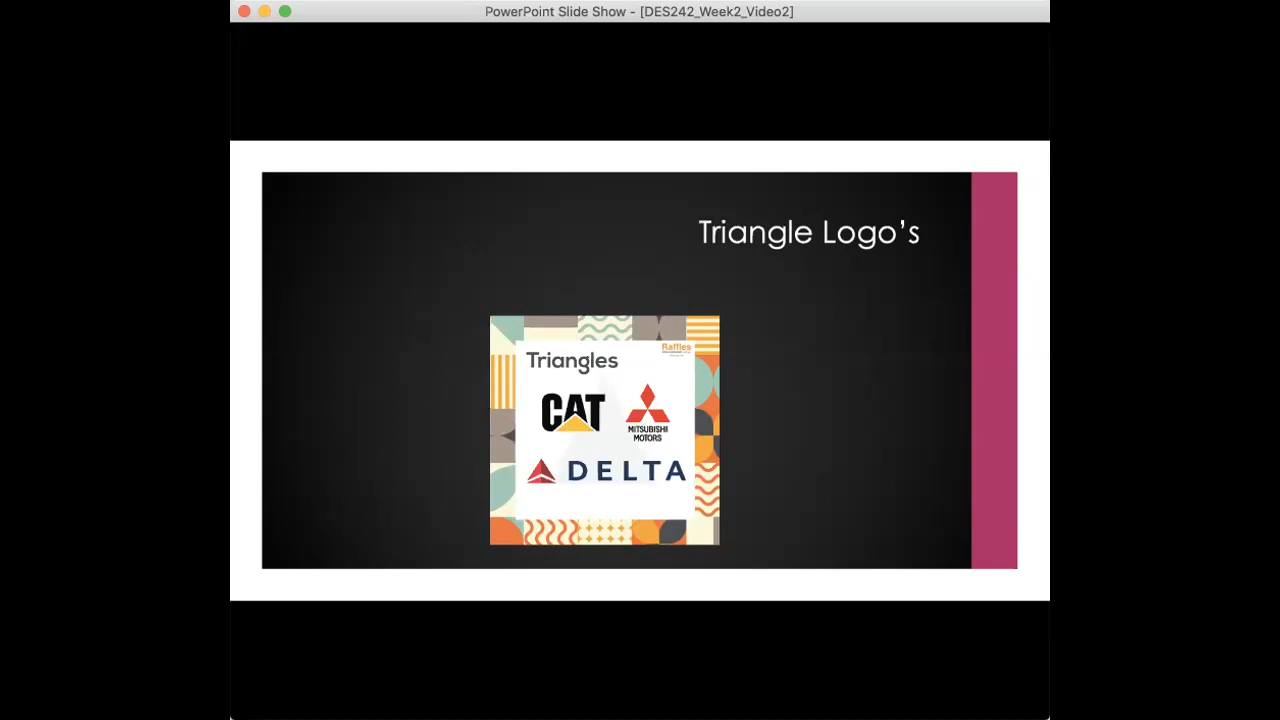 PowerPoint Slide Show - [DES242_Week2_Video2]
Triangle Logo’s
Raffles
Triangles
CAT
MITSUBISHI
MOTORS
DELTA